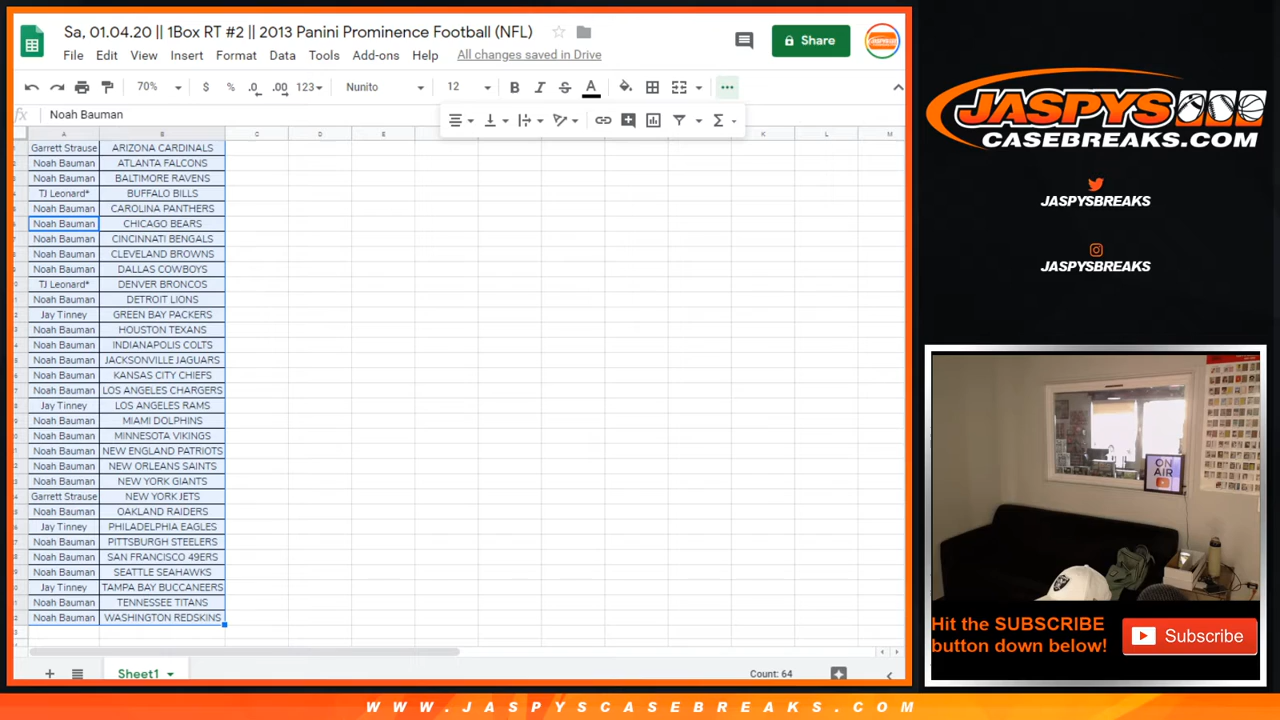 Sa, 01.04.20 || 1Box RT #2 || 2013 Panini Prominence Football (NFL)
File Edit View Insert Format Data Tools Add-ons Help All changes saved in Drive
Share
70% $ % .0 .00 123 Nunito 12 B I S A
fx Noah Bauman
A B C D E K L M
Garrett Strause ARIZONA CARDINALS
Noah Bauman ATLANTA FALCONS
Noah Bauman BALTIMORE RAVENS
TJ Leonard* BUFFALO BILLS
Noah Bauman CAROLINA PANTHERS
Noah Bauman CHICAGO BEARS
Noah Bauman CINCINNATI BENGALS
Noah Bauman CLEVELAND BROWNS
Noah Bauman DALLAS COWBOYS
TJ Leonard* DENVER BRONCOS
Noah Bauman DETROIT LIONS
Jay Tinney GREEN BAY PACKERS
Noah Bauman HOUSTON TEXANS
Noah Bauman INDIANAPOLIS COLTS
Noah Bauman JACKSONVILLE JAGUARS
Noah Bauman KANSAS CITY CHIEFS
Noah Bauman LOS ANGELES CHARGERS
Jay Tinney LOS ANGELES RAMS
Noah Bauman MIAMI DOLPHINS
Noah Bauman MINNESOTA VIKINGS
Noah Bauman NEW ENGLAND PATRIOTS
Noah Bauman NEW ORLEANS SAINTS
Noah Bauman NEW YORK GIANTS
Garrett Strause NEW YORK JETS
Noah Bauman OAKLAND RAIDERS
Jay Tinney PHILADELPHIA EAGLES
Noah Bauman PITTSBURGH STEELERS
Noah Bauman SAN FRANCISCO 49ERS
Noah Bauman SEATTLE SEAHAWKS
Jay Tinney TAMPA BAY BUCCANEERS
Noah Bauman TENNESSEE TITANS
Noah Bauman WASHINGTON REDSKINS
Sheet1
Count: 64
JASPYS
CASEBREAKS.COM
JASPYSBREAKS
JASPYSBREAKS
ON
AIR
Hit the SUBSCRIBE
button down below!
Subscribe
WWW.JASPYSCASEBREAKS.COM